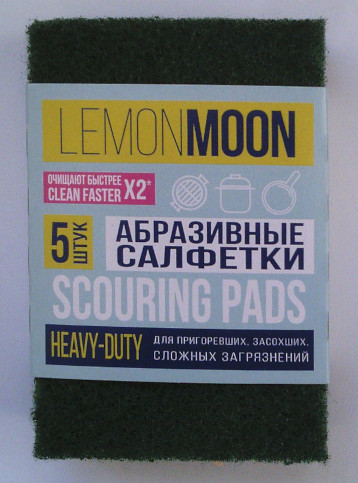 LEMONMOON
ОЧИЩАЮТ БЫСТРЕЕ
CLEAN FASTER X2*
5 ШТУК
АБРАЗИВНЫЕ
САЛФЕТКИ
SCOURING PADS
HEAVY-DUTY
ДЛЯ ПРИГОРЕВШИХ, ЗАСОХШИХ,
СЛОЖНЫХ ЗАГРЯЗНЕНИЙ